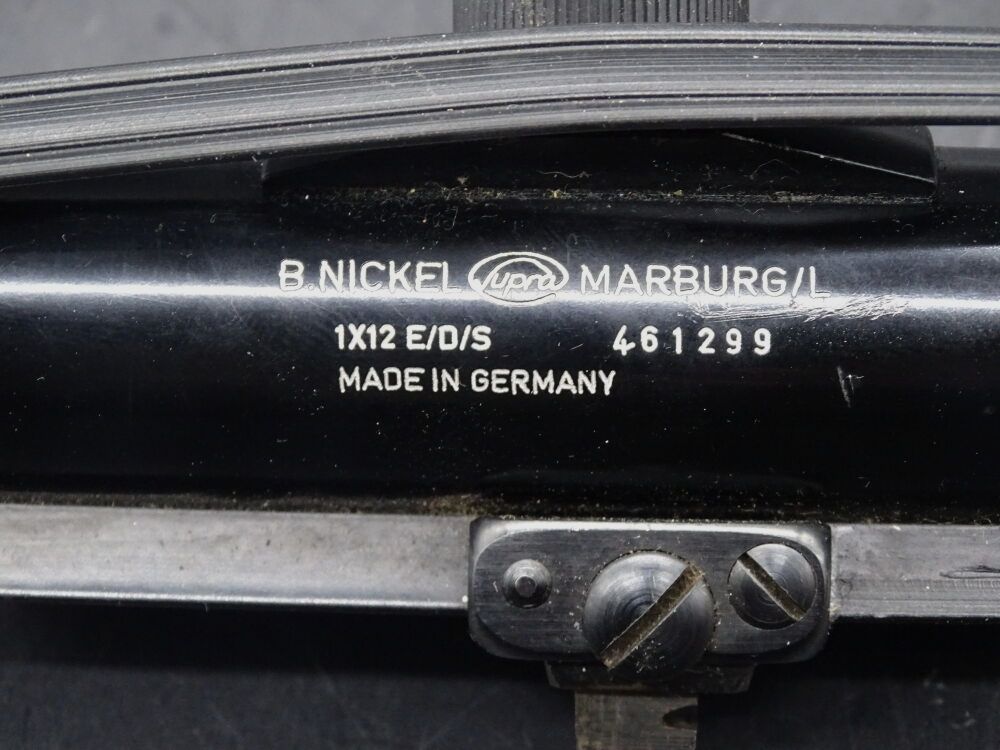 B.NICKEL Supra MARBURG/L
1X12 E/D/S 461299
MADE IN GERMANY